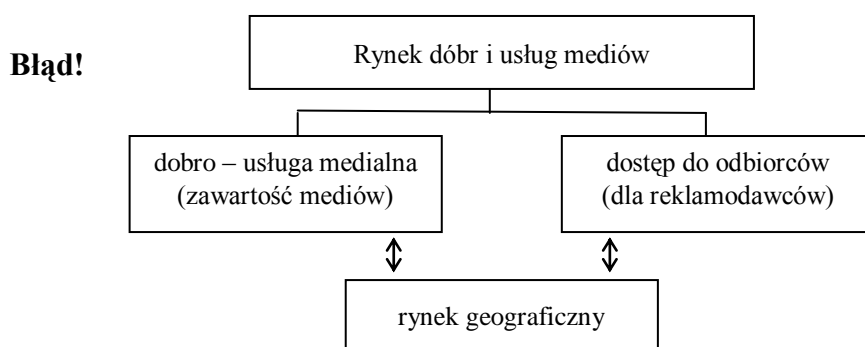 Błąd!
Rynek dóbr i usług mediów
dobro – usługa medialna
(zawartość mediów)
dostęp do odbiorców
(dla reklamodawców)
rynek geograficzny